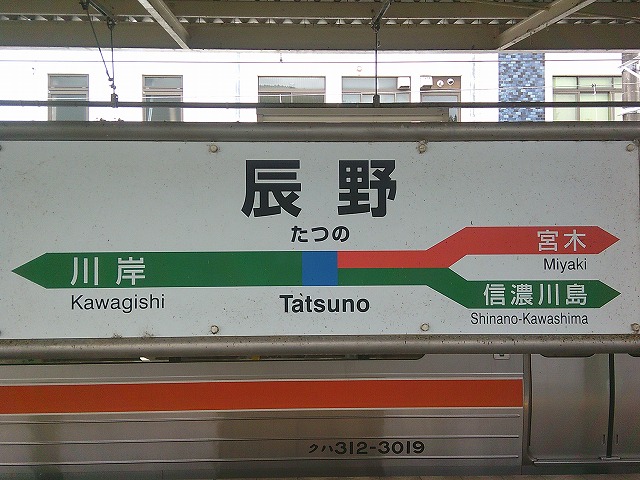 辰野
たつの
川岸
Kawagishi
Tatsuno
宮木
Miyaki
信濃川島
Shinano-Kawashima
クハ312-3019